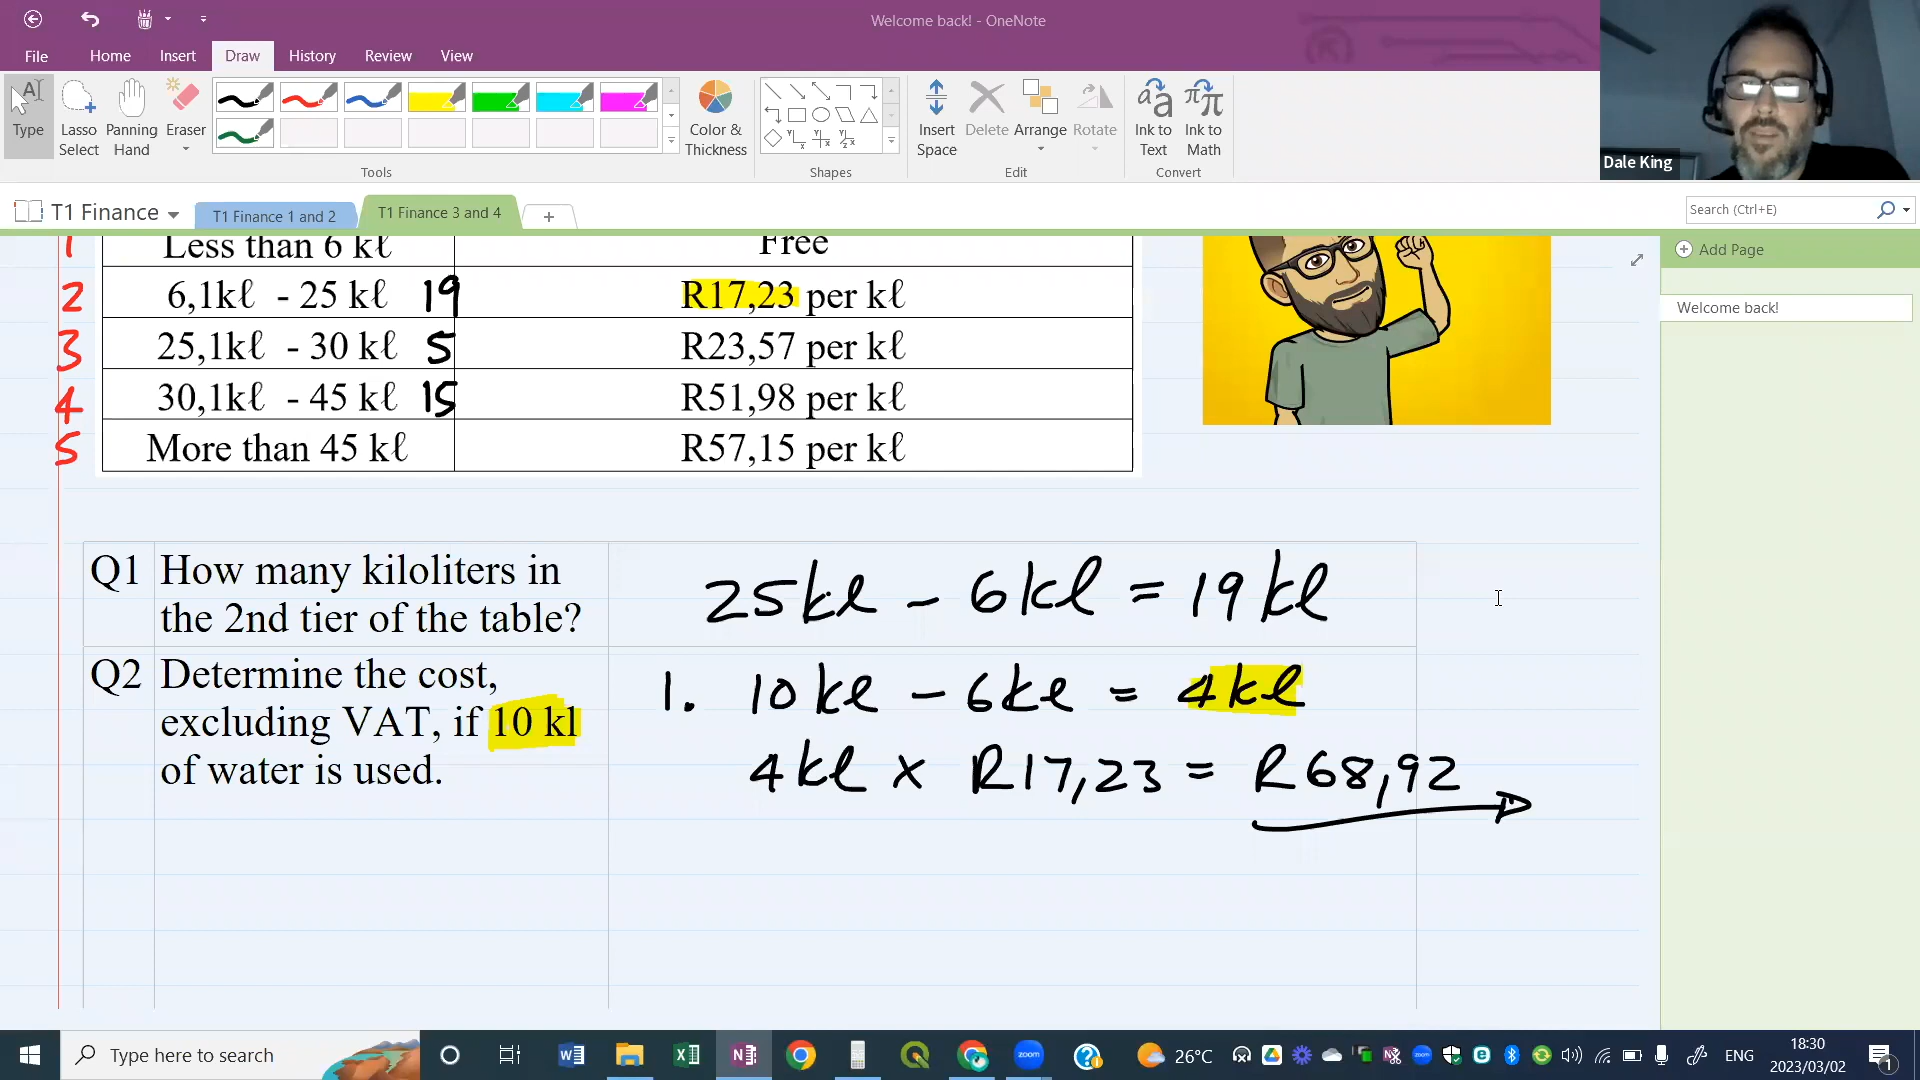 Welcome back! - OneNote
File Home Insert Draw History Review View
Type
Lasso Select
Panning Hand
Eraser
Color & Thickness
Insert Space
Delete
Arrange
Rotate
Ink to Text
Ink to Math
Tools
Shapes
Edit
Convert
Dale King
T1 Finance
T1 Finance 1 and 2
T1 Finance 3 and 4
Search (Ctrl+E)
Add Page
Welcome back!
1 Less than 6 kℓ Free
2 6,1kℓ - 25 kℓ 19 R17,23 per kℓ
3 25,1kℓ - 30 kℓ 5 R23,57 per kℓ
4 30,1kℓ - 45 kℓ 15 R51,98 per kℓ
5 More than 45 kℓ R57,15 per kℓ
Q1 How many kiloliters in
the 2nd tier of the table?
25kl - 6kl = 19kl
Q2 Determine the cost,
excluding VAT, if 10 kl
of water is used.
1. 10kl - 6kl = 4kl
4kl x R17,23 = R68,92
Type here to search
26°C
ENG
18:30
2023/03/02
1